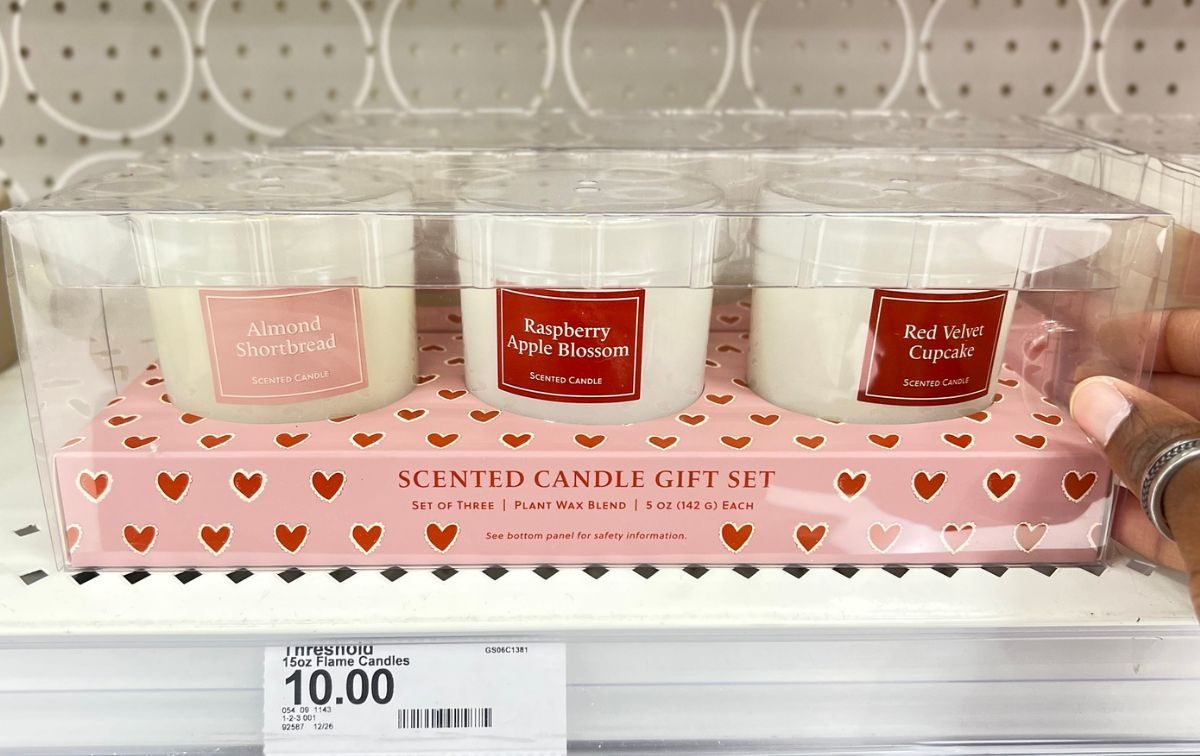 Almond
Shortbread
SCENTED CANDLE
Raspberry
Apple Blossom
SCENTED CANDLE
Red Velvet
Cupcake
SCENTED CANDLE
SCENTED CANDLE GIFT SET
SET OF THREE | PLANT WAX BLEND | 5 OZ (142 G) EACH
See bottom panel for safety information.
Threshold
GS06C1381
15oz Flame Candles
10.00
054 09 1143
1-2-3 001
92587 12/26